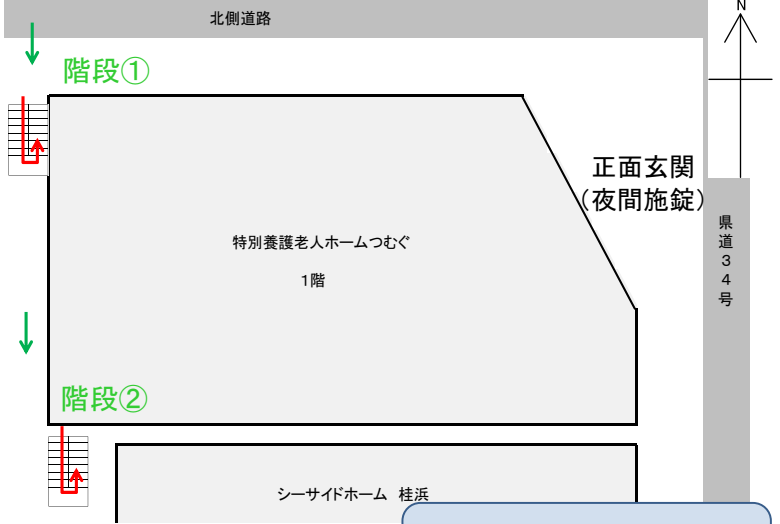 北側道路
N
階段①
正面玄関
（夜間施錠）
県道３４号
特別養護老人ホームつむぐ
1階
階段②
シーサイドホーム 桂浜